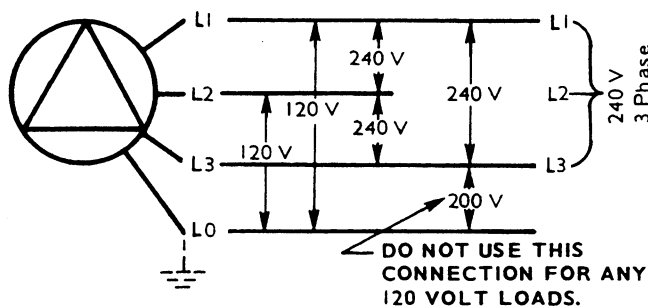 L1
L1
240 V
L2
120 V
240 V
L2
240 V
3 Phase
240 V
120 V
L3
L3
200 V
L0
DO NOT USE THIS
CONNECTION FOR ANY
120 VOLT LOADS.